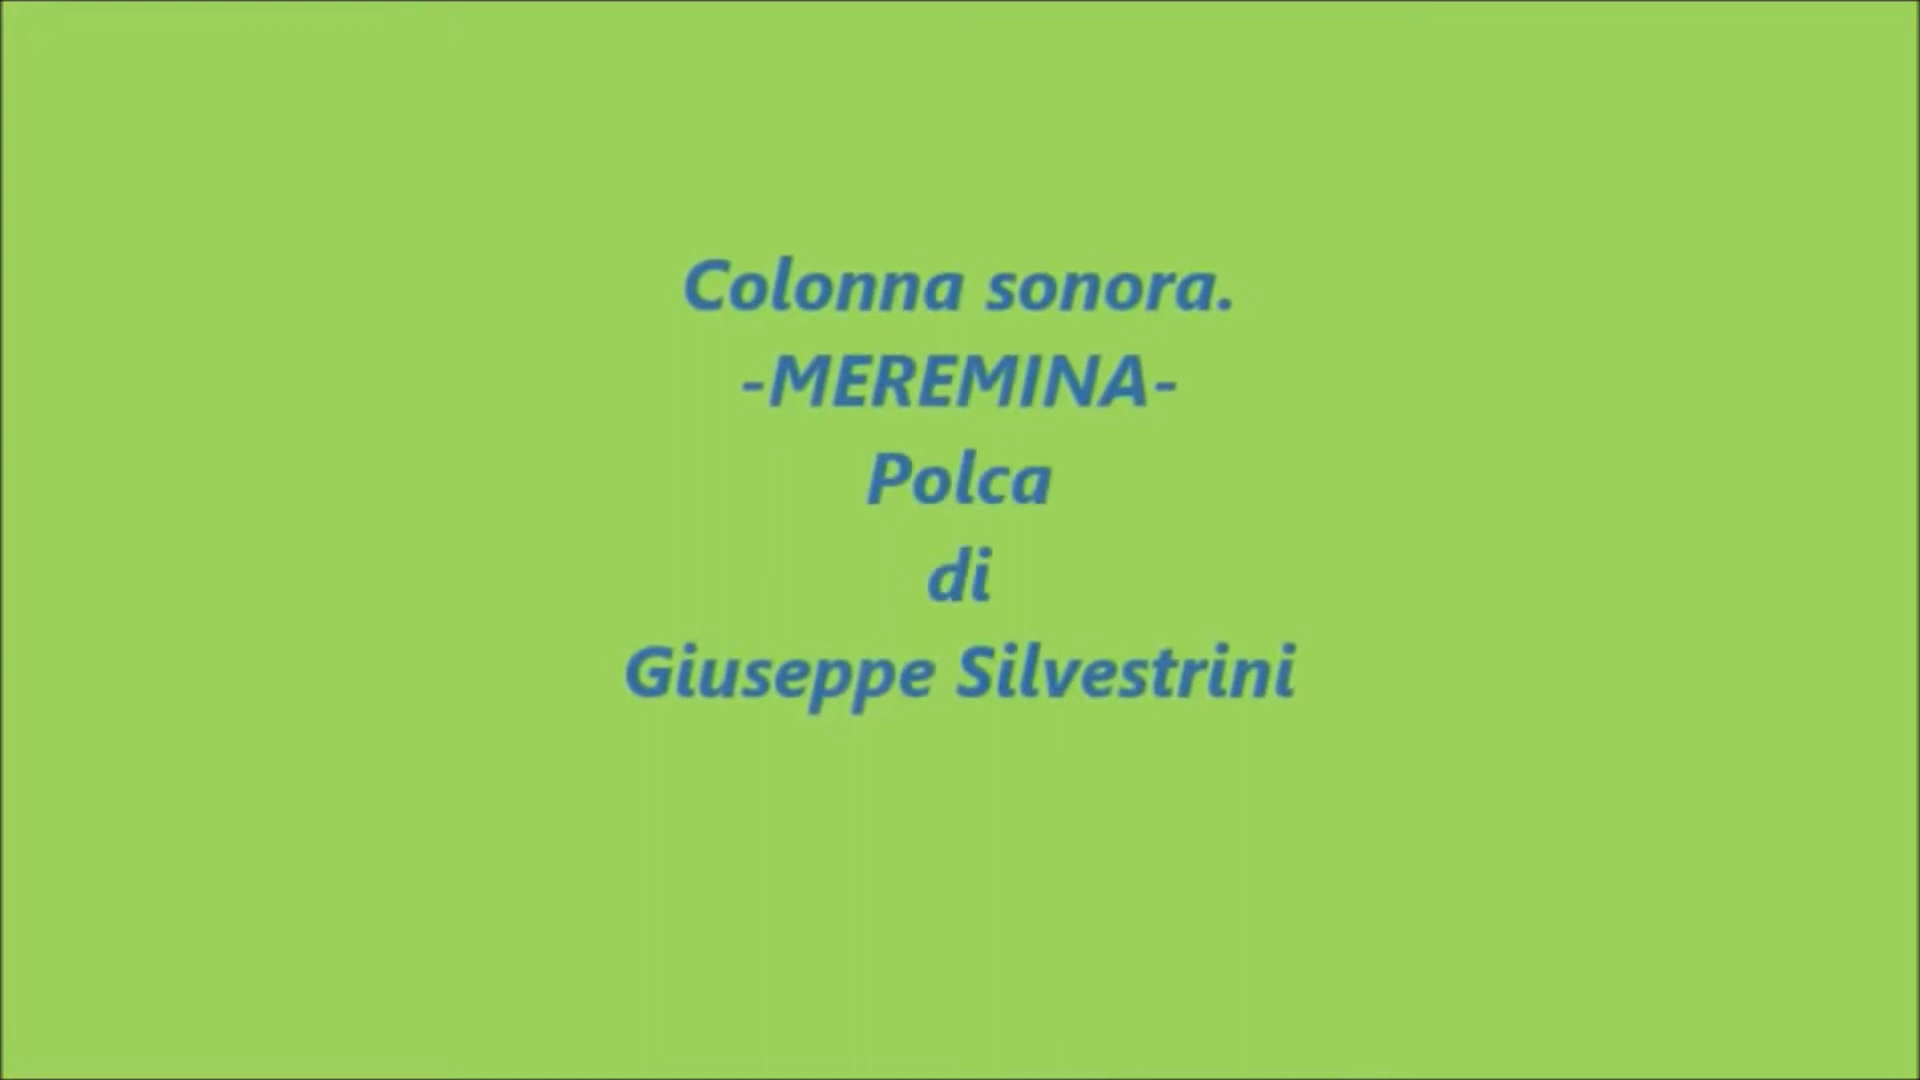 Colonna sonora.
-MEREMINA-
Polca
di
Giuseppe Silvestrini